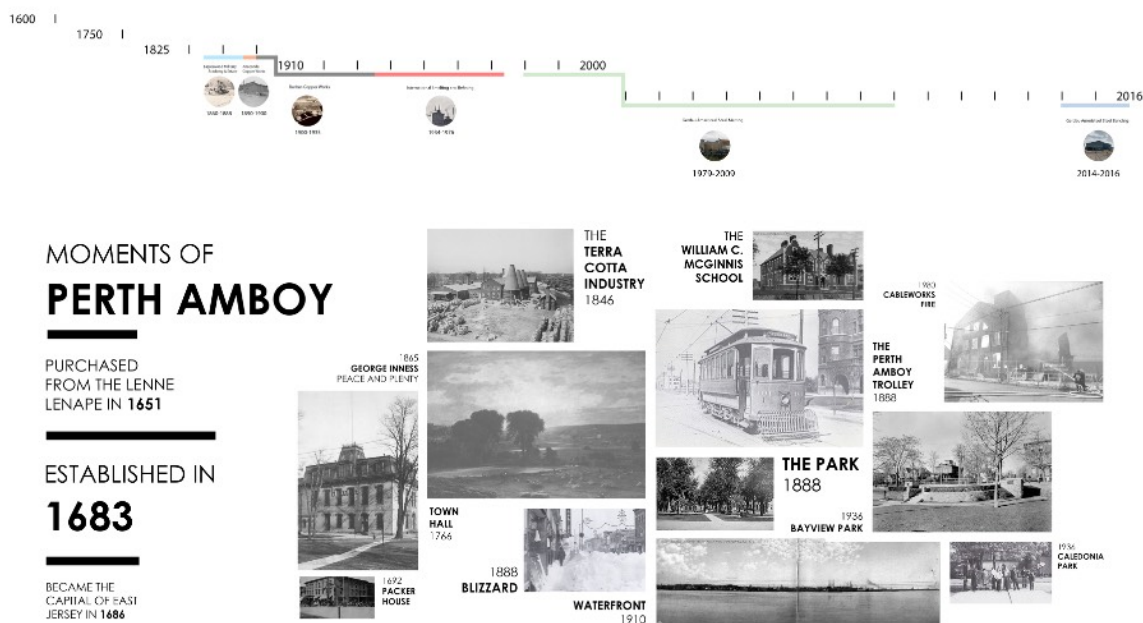 1600
1750
1825
1910
2000
2016
1979-2009
2014-2016
MOMENTS OF
PERTH AMBOY
PURCHASED
FROM THE LENNE
LENAPE IN 1651
ESTABLISHED IN
1683
BECAME THE
CAPITAL OF EAST
JERSEY IN 1686
1865
GEORGE INNESS
PEACE AND PLENTY
THE
TERRA
COTTA
INDUSTRY
1846
THE
WILLIAM C.
MCGINNIS
SCHOOL
1980
CABLEWORKS
FIRE
THE
PERTH
AMBOY
TROLLEY
1888
TOWN
HALL
1766
THE PARK
1888
1936
BAYVIEW PARK
1888
BLIZZARD
1692
PACKER
HOUSE
WATERFRONT
1910
1936
CALEDONIA
PARK